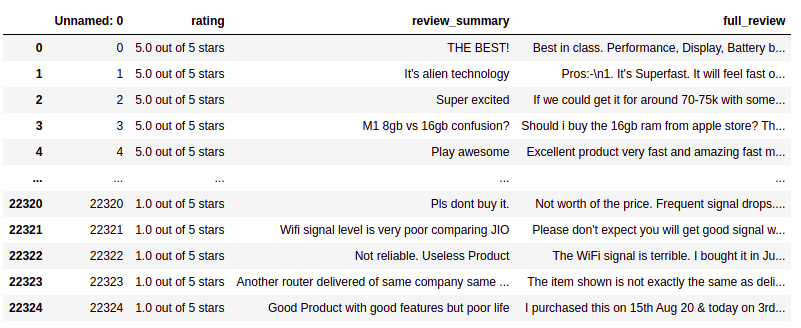 Unnamed: 0 rating review_summary full_review
0 0 5.0 out of 5 stars THE BEST! Best in class. Performance, Display, Battery b...
1 1 5.0 out of 5 stars It's alien technology Pros:-\n1. It's Superfast. It will feel fast o...
2 2 5.0 out of 5 stars Super excited If we could get it for around 70-75k with some...
3 3 5.0 out of 5 stars M1 8gb vs 16gb confusion? Should i buy the 16gb ram from apple store? Th...
4 4 5.0 out of 5 stars Play awesome Excellent product very fast and amazing fast m...
... ... ... ... ...
22320 22320 1.0 out of 5 stars Pls dont buy it. Not worth of the price. Frequent signal drops....
22321 22321 1.0 out of 5 stars Wifi signal level is very poor comparing JIO Please don't expect you will get good signal w...
22322 22322 1.0 out of 5 stars Not reliable. Useless Product The WiFi signal is terrible. I bought it in Ju...
22323 22323 1.0 out of 5 stars Another router delivered of same company same ... The item shown is not exactly the same as deli...
22324 22324 1.0 out of 5 stars Good Product with good features but poor life I purchased this on 15th Aug 20 & today on 3rd...